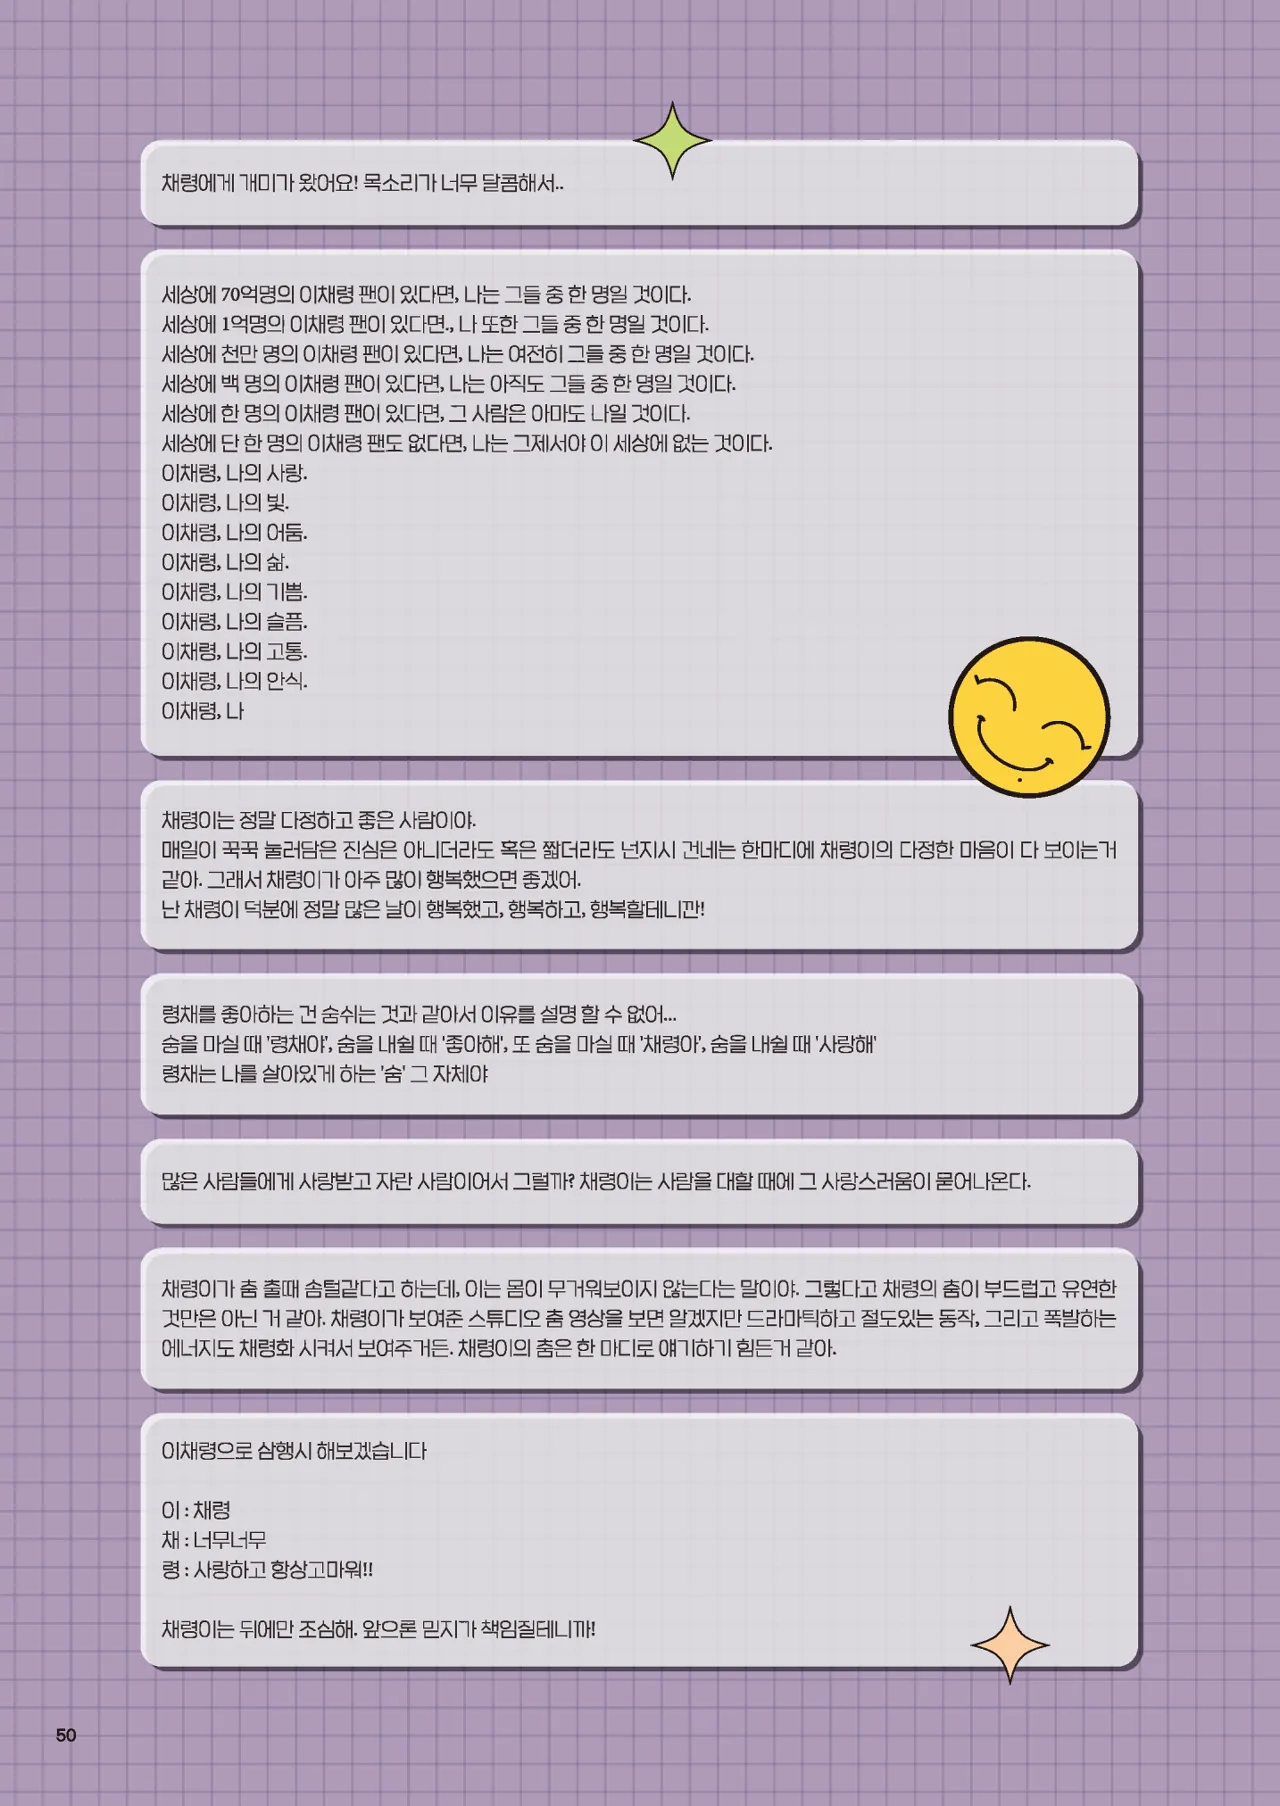 채령에게 개미가 왔어요! 목소리가 너무 달콤해서..
세상에 70억명의 이채령 팬이 있다면, 나는 그들 중 한 명일 것이다.
세상에 1억명의 이채령 팬이 있다면., 나 또한 그들 중 한 명일 것이다.
세상에 천만 명의 이채령 팬이 있다면, 나는 여전히 그들 중 한 명일 것이다.
세상에 백 명의 이채령 팬이 있다면, 나는 아직도 그들 중 한 명일 것이다.
세상에 한 명의 이채령 팬이 있다면, 그 사람은 아마도 나일 것이다.
세상에 단 한 명의 이채령 팬도 없다면, 나는 그제서야 이 세상에 없는 것이다.
이채령, 나의 사랑.
이채령, 나의 빛.
이채령, 나의 어둠.
이채령, 나의 삶.
이채령, 나의 기쁨.
이채령, 나의 슬픔.
이채령, 나의 고통.
이채령, 나의 안식.
이채령, 나
채령이는 정말 다정하고 좋은 사람이야.
매일이 꾹꾹 눌러담은 진심은 아니더라도 혹은 짧더라도 넌지시 건네는 한마디에 채령이의 다정한 마음이 다 보이는거
같아. 그래서 채령이가 아주 많이 행복했으면 좋겠어.
난 채령이 덕분에 정말 많은 날이 행복했고, 행복하고, 행복할테니깐!
령채를 좋아하는 건 숨쉬는 것과 같아서 이유를 설명 할 수 없어...
숨을 마실 때 '령채야', 숨을 내쉴 때 '좋아해', 또 숨을 마실 때 '채령아', 숨을 내쉴 때 '사랑해'
령채는 나를 살아있게 하는 '숨' 그 자체야
많은 사람들에게 사랑받고 자란 사람이어서 그럴까? 채령이는 사람을 대할 때에 그 사랑스러움이 묻어나온다.
채령이가 춤 출때 솜털같다고 하는데, 이는 몸이 무거워보이지 않는다는 말이야. 그렇다고 채령의 춤이 부드럽고 유연한
것만은 아닌 거 같아. 채령이가 보여준 스튜디오 춤 영상을 보면 알겠지만 드라마틱하고 절도있는 동작, 그리고 폭발하는
에너지도 채령화 시켜서 보여주거든. 채령이의 춤은 한 마디로 얘기하기 힘든거 같아.
이채령으로 삼행시 해보겠습니다
이 : 채령
채 : 너무너무
령 : 사랑하고 항상고마워!!
채령이는 뒤에만 조심해. 앞으론 믿지가 책임질테니까!
50